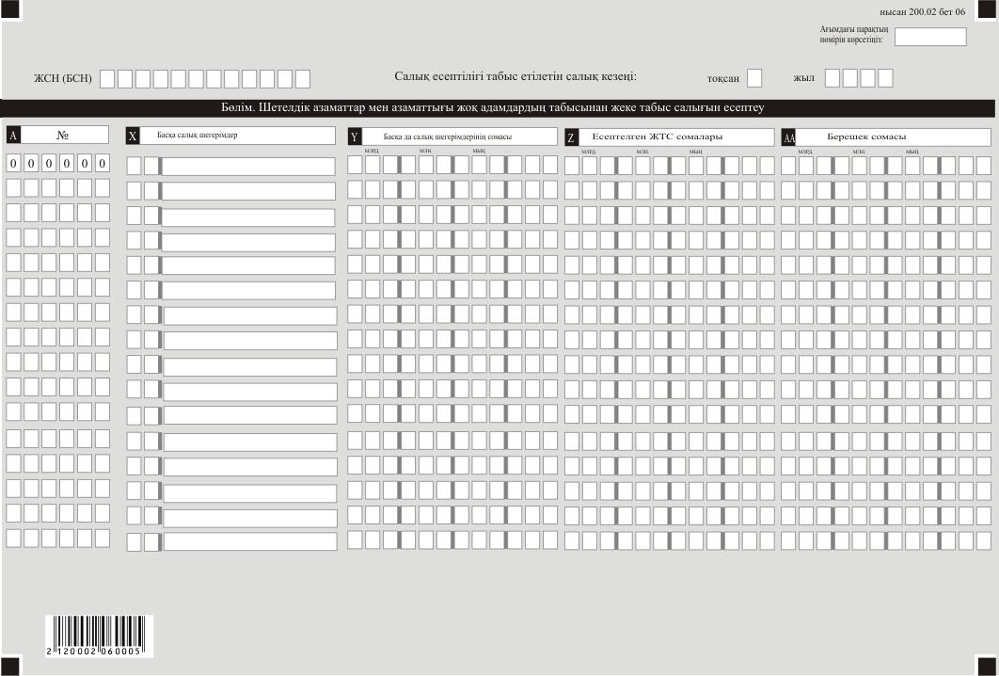 нысан 200.02 бет 06
Ағымдағы парақтың
нөмірін көрсетіңіз:
ЖСН (БСН)
Салық есептілігі табыс етілетін салық кезеңі:
тоқсан
жыл
Бөлім. Шетелдік азаматтар мен азаматтығы жоқ адамдардың табысынан жеке табыс салығын есептеу
A №
X Басқа салық шегерімдер
Y Басқа да салық шегерімдерінің сомасы
Z Есептелген ЖТС сомалары
AA Берешек сомасы
млрд. млн. мың
млрд. млн. мың
млрд. млн. мың
0 0 0 0 0 0
2 120002 060005